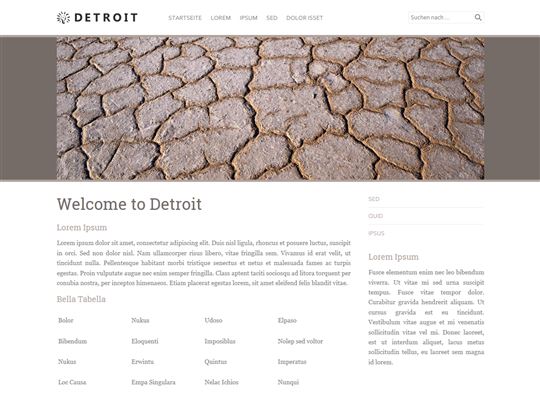 DETROIT
STARTSEITE LOREM IPSUM SED DOLOR ISSET
Suchen nach ...
Welcome to Detroit
Lorem Ipsum
Lorem ipsum dolor sit amet, consectetur adipiscing elit. Duis nisl ligula, rhoncus et posuere luctus, suscipit
in orci. Sed non dolor nisl. Nam ullamcorper risus libero, vitae fringilla sem. Vivamus id erat velit, ut
tincidunt nulla. Pellentesque habitant morbi tristique senectus et netus et malesuada fames ac turpis
egestas. Proin vulputate augue nec enim semper fringilla. Class aptent taciti sociosqu ad litora torquent per
conubia nostra, per inceptos himenaeos. Etiam placerat egestas lorem, sit amet eleifend felis blandit vitae.
Bella Tabella
Bolor Nukus Udoso Elpaso
Bibendum Eloquenti Imposiblus Nolep sed voltor
Nukus Erwintu Quintus Imperatus
Loc Causa Empa Singulara Nelac Ichios Nunqui
SED
QUID
IPSUS
Lorem Ipsum
Fusce elementum enim nec leo bibendum
viverra. Ut vitae mi sed urna suscipit
tempus. Fusce vitae tempor dolor.
Curabitur gravida hendrerit aliquam. Ut
cursus gravida est eu tincidunt.
Vestibulum vitae augue et mi venenatis
sollicitudin vitae vel mi. Donec laoreet,
est ut interdum aliquet, lacus metus
sollicitudin tellus, eu laoreet sem magna
id lorem.